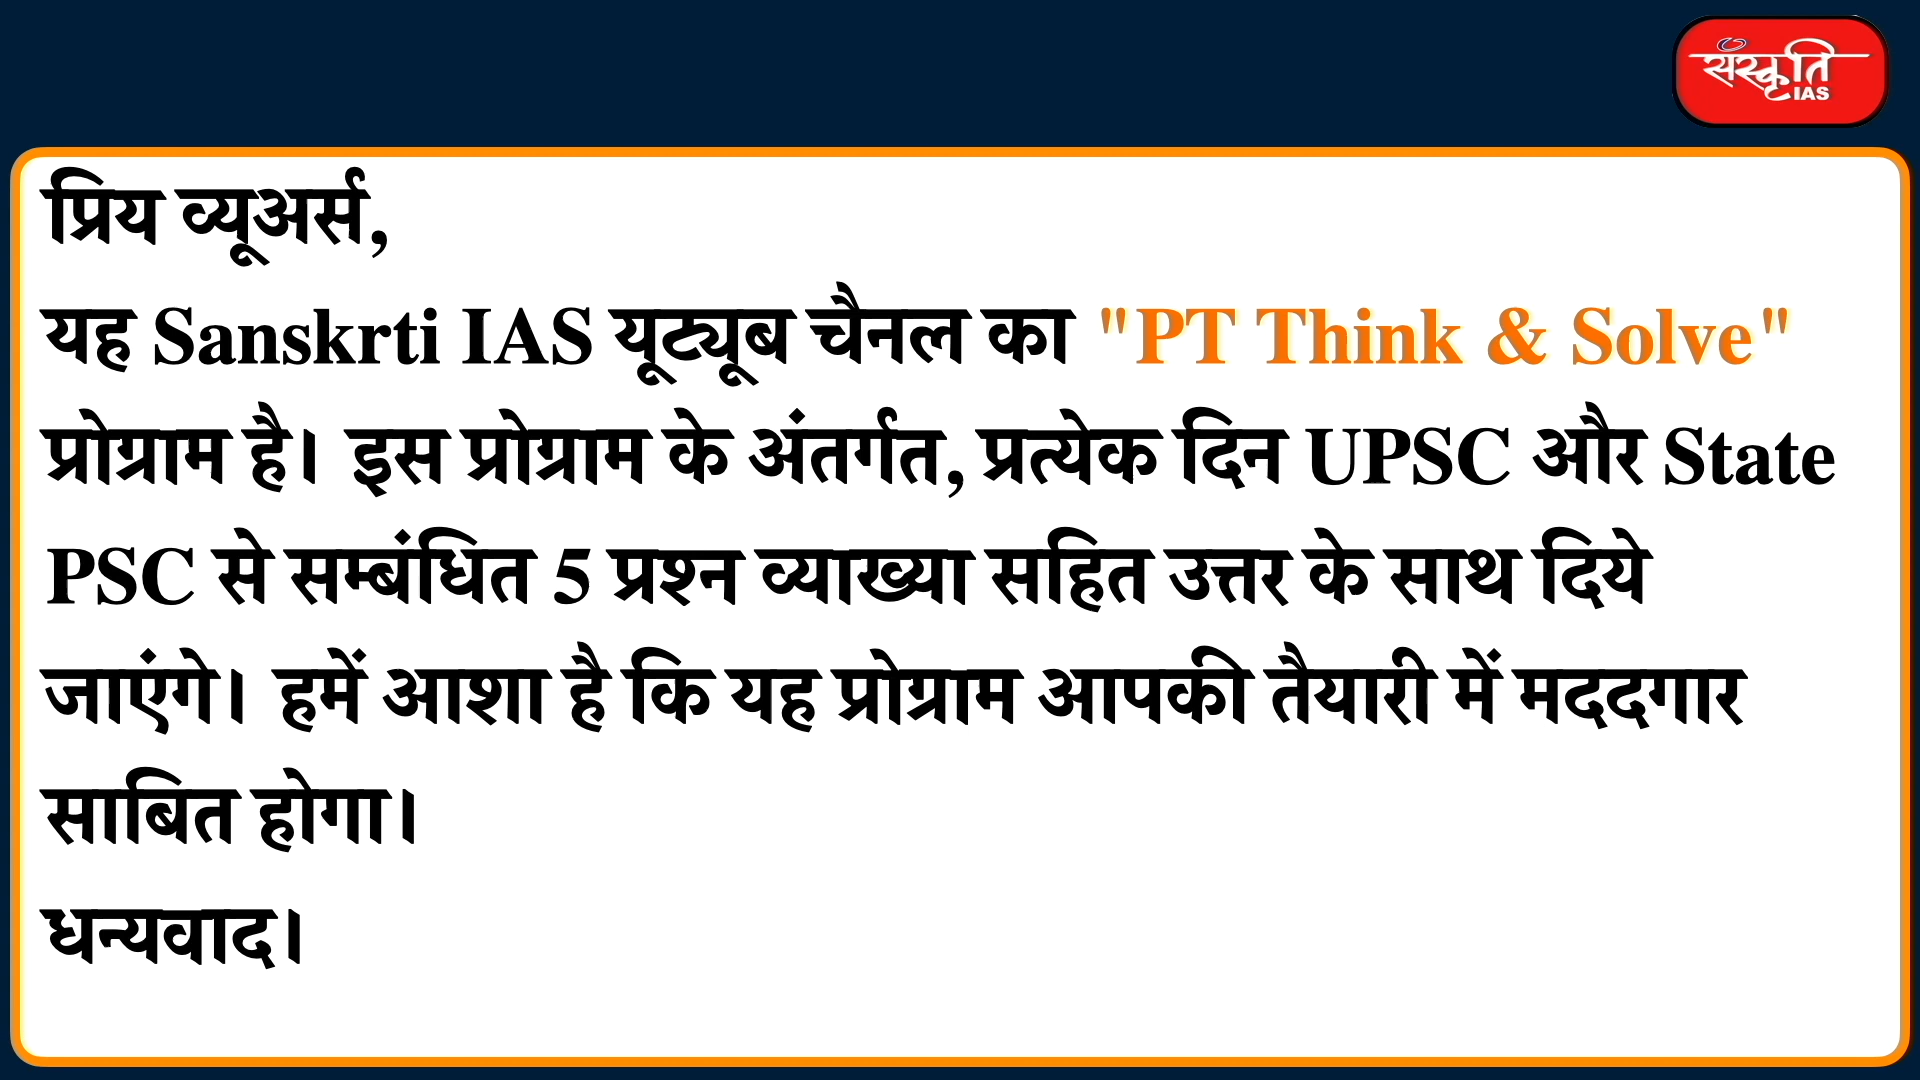 संस्कृति
IAS
प्रिय व्यूअर्स,
यह Sanskrti IAS यूट्यूब चैनल का "PT Think & Solve"
प्रोग्राम है। इस प्रोग्राम के अंतर्गत, प्रत्येक दिन UPSC और State
PSC से सम्बंधित 5 प्रश्न व्याख्या सहित उत्तर के साथ दिये
जाएंगे। हमें आशा है कि यह प्रोग्राम आपकी तैयारी में मददगार
साबित होगा।
धन्यवाद।